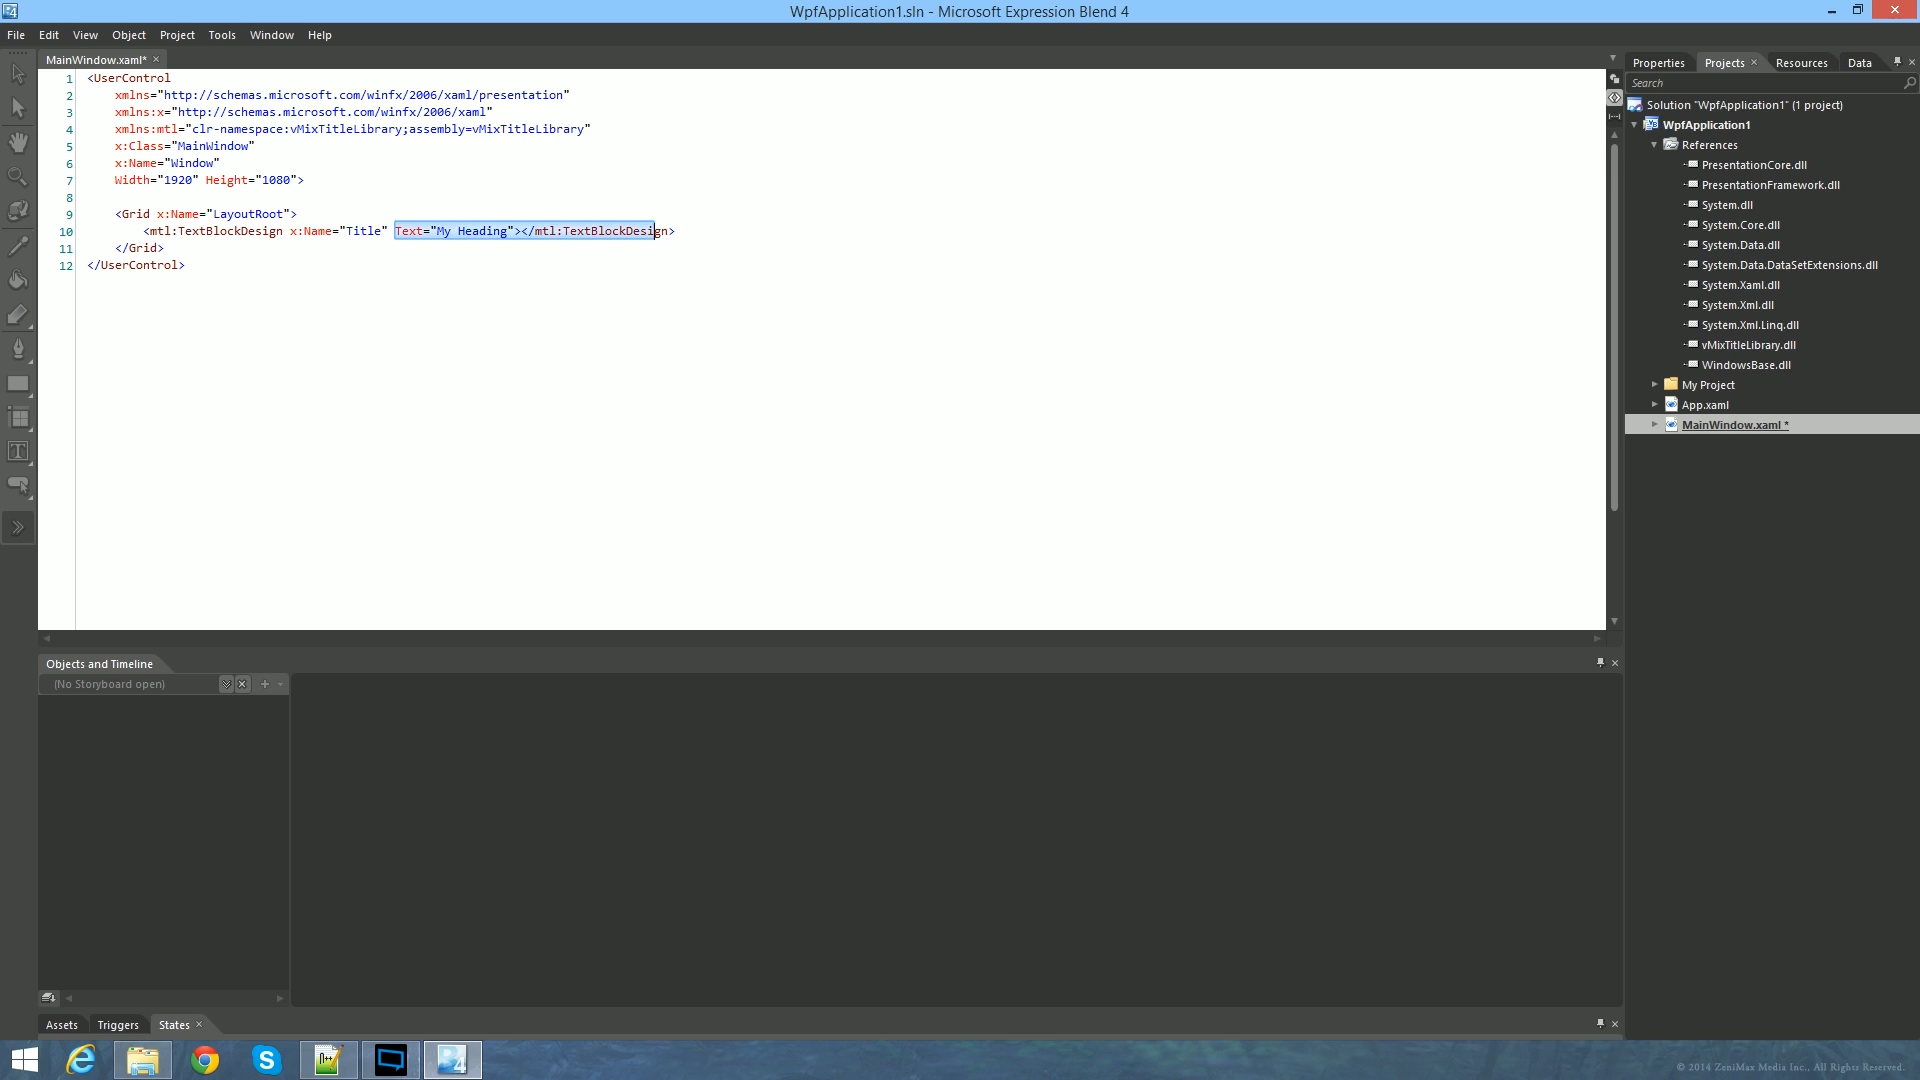 WpfApplication1.sln - Microsoft Expression Blend 4
File Edit View Object Project Tools Window Help
MainWindow.xaml*
1 <UserControl
2 xmlns="http://schemas.microsoft.com/winfx/2006/xaml/presentation"
3 xmlns:x="http://schemas.microsoft.com/winfx/2006/xaml"
4 xmlns:mtl="clr-namespace:vMixTitleLibrary;assembly=vMixTitleLibrary"
5 x:Class="MainWindow"
6 x:Name="Window"
7 Width="1920" Height="1080">
8
9 <Grid x:Name="LayoutRoot">
10 <mtl:TextBlockDesign x:Name="Title" Text="My Heading"></mtl:TextBlockDesign>
11 </Grid>
12 </UserControl>
Properties Projects Resources Data
Search
Solution "WpfApplication1" (1 project)
WpfApplication1
References
PresentationCore.dll
PresentationFramework.dll
System.dll
System.Core.dll
System.Data.dll
System.Data.DataSetExtensions.dll
System.Xaml.dll
System.Xml.dll
System.Xml.Linq.dll
vMixTitleLibrary.dll
WindowsBase.dll
My Project
App.xaml
MainWindow.xaml *
Objects and Timeline
(No Storyboard open)
Assets Triggers States
© 2014 ZeniMax Media Inc., All Rights Reserved.